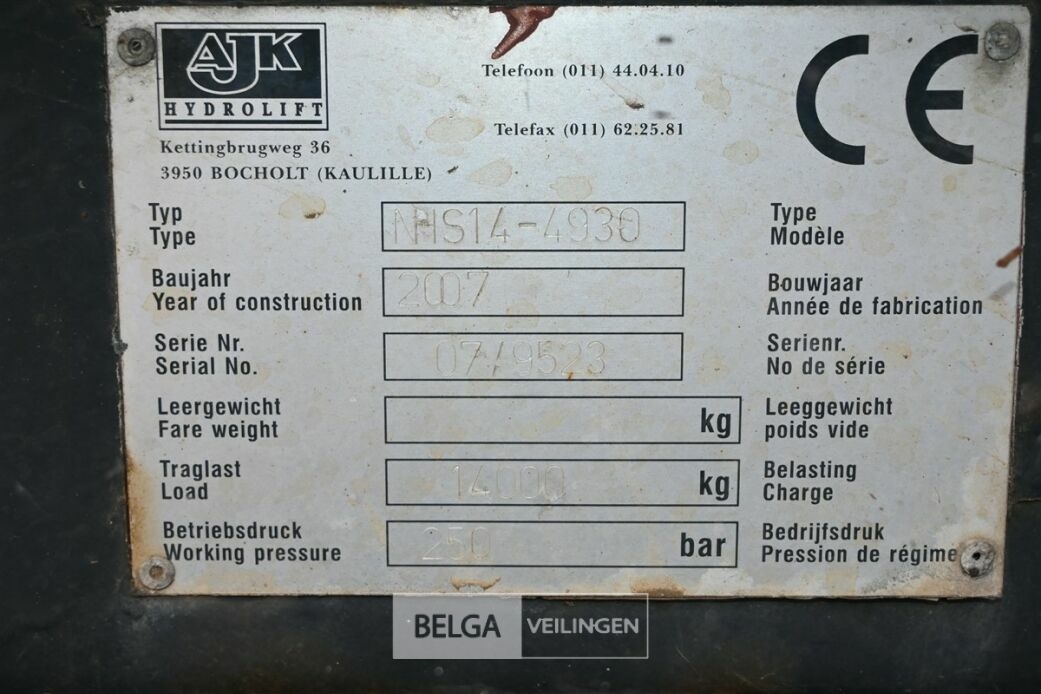 AJK
HYDROLIFT
Telefoon (011) 44.04.10
Telefax (011) 62.25.81
CE
Kettingbrugweg 36
3950 BOCHOLT (KAULILLE)
Typ
Type
NHS14-4930
Type
Modèle
Baujahr
Year of construction
2007
Bouwjaar
Année de fabrication
Serie Nr.
Serial No.
07/9523
Serienr.
No de série
Leergewicht
Fare weight
kg
Leeggewicht
poids vide
Traglast
Load
14000 kg
Belasting
Charge
Betriebsdruck
Working pressure
250 bar
Bedrijfsdruk
Pression de régime
BELGA VEILINGEN